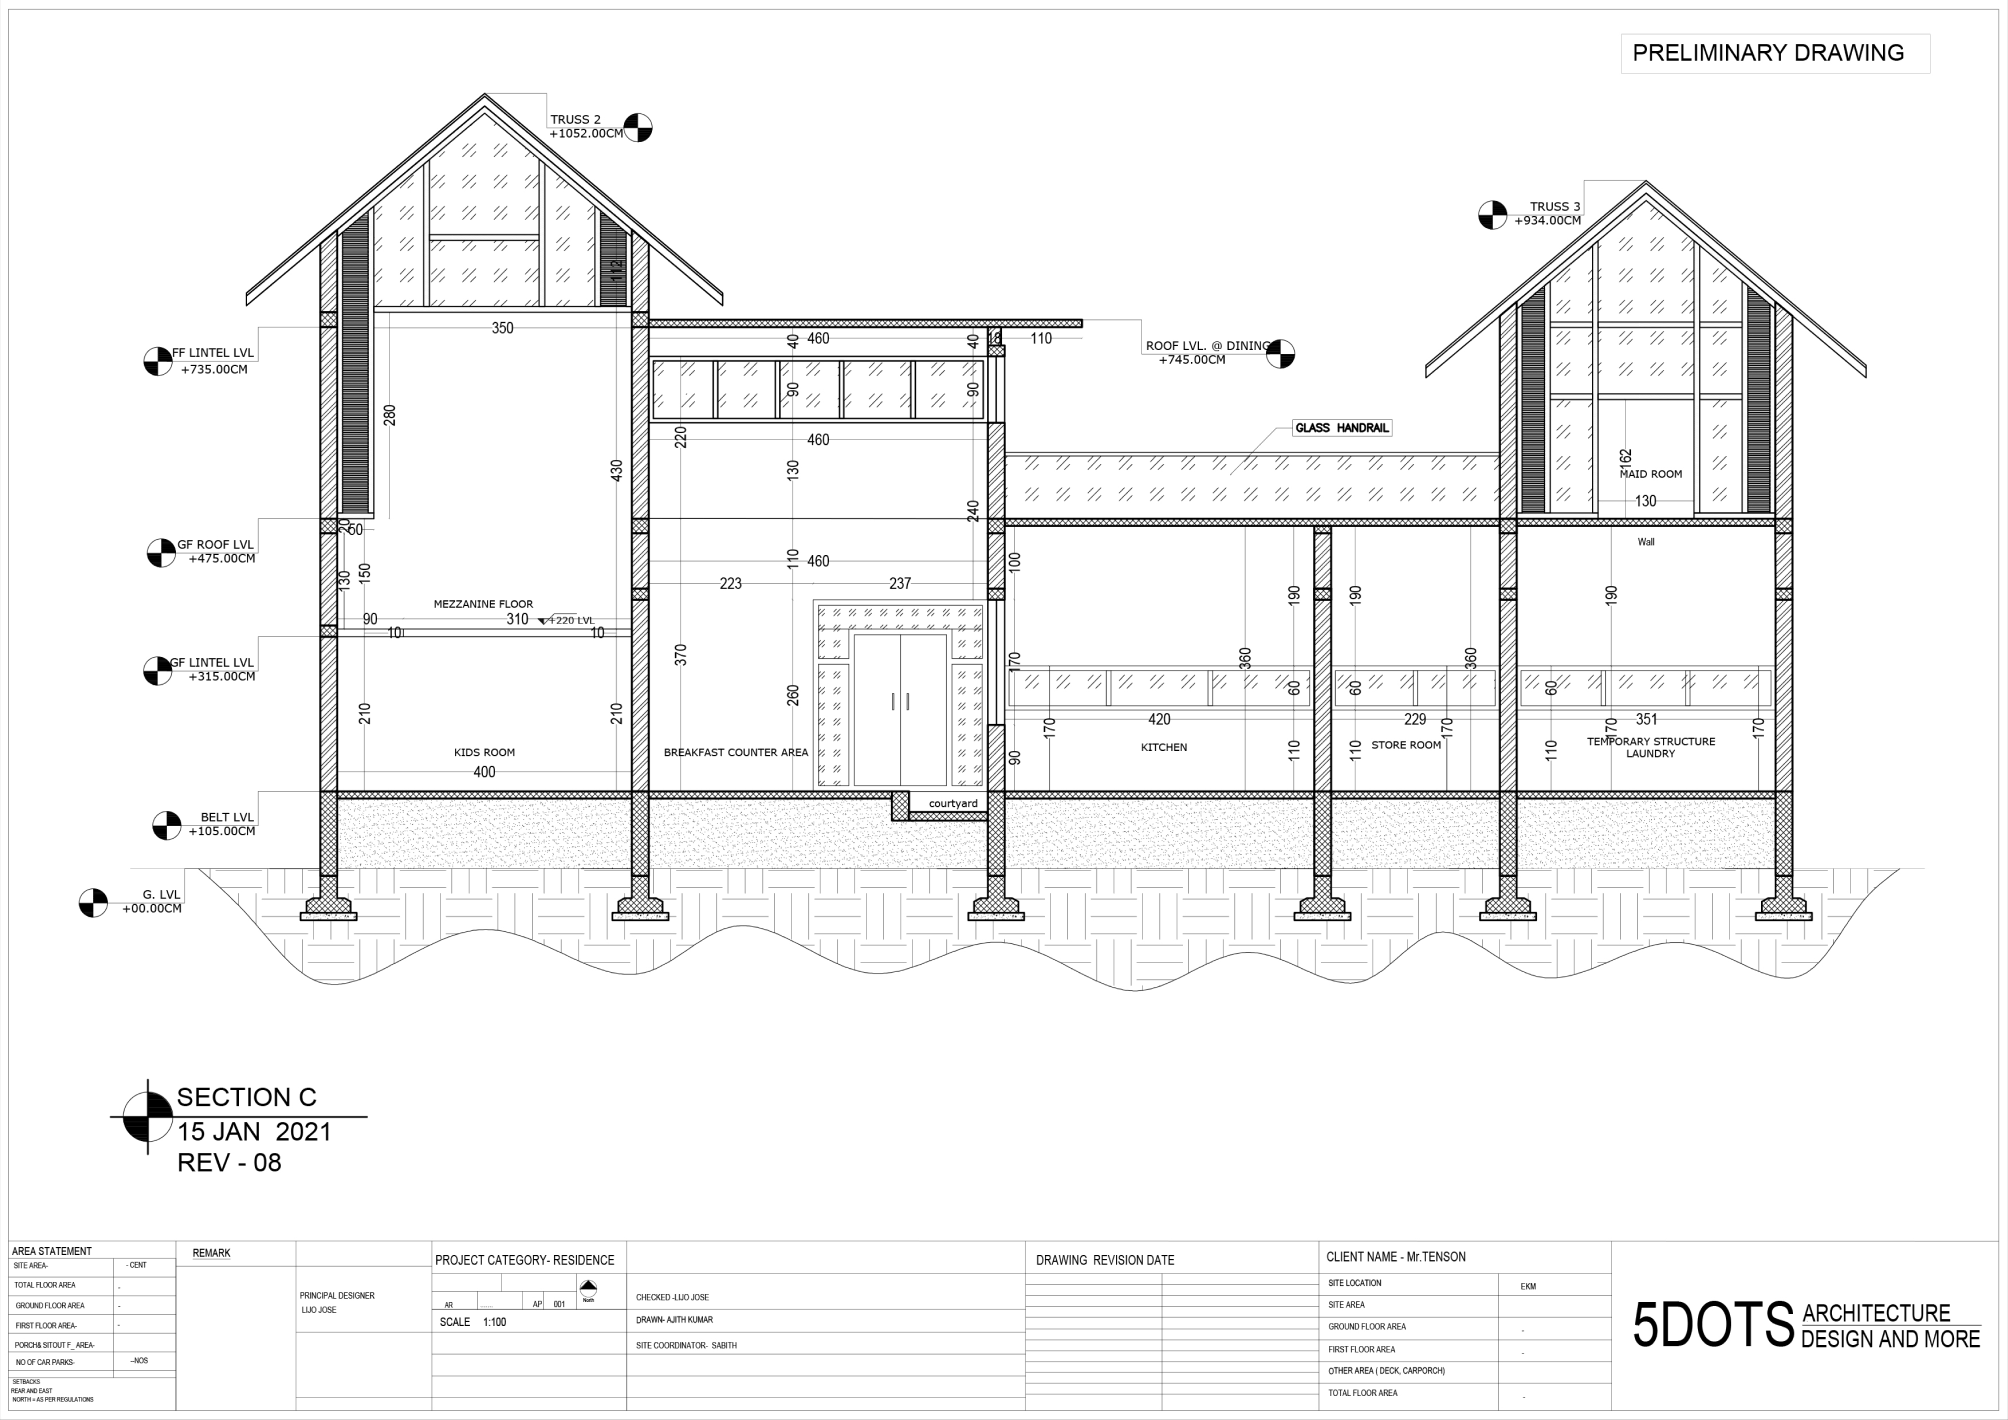 PRELIMINARY DRAWING
TRUSS 2
+1052.00CM
TRUSS 3
+934.00CM
FF LINTEL LVL
+735.00CM
ROOF LVL. @ DINING
+745.00CM
GLASS HANDRAIL
350
112
280
430
40
460
40
18
110
90
90
220
460
130
240
162
MAID ROOM
130
GF ROOF LVL
+475.00CM
20
60
130
150
MEZZANINE FLOOR
90
310
+220 LVL
10
10
110
460
223
237
100
190
190
190
Wall
GF LINTEL LVL
+315.00CM
210
210
370
260
170
360
360
60
60
60
170
420
110
229
110
170
351
110
170
170
90
KIDS ROOM
400
BREAKFAST COUNTER AREA
KITCHEN
STORE ROOM
TEMPORARY STRUCTURE
LAUNDRY
courtyard
BELT LVL
+105.00CM
G. LVL
+00.00CM
SECTION C
15 JAN 2021
REV - 08
AREA STATEMENT
SITE AREA-
- CENT
TOTAL FLOOR AREA
-
GROUND FLOOR AREA
-
FIRST FLOOR AREA-
-
PORCH& SITOUT F_ AREA-
NO OF CAR PARKS-
--NOS
SETBACKS
REAR AND EAST
NORTH = AS PER REGULATIONS
REMARK
PRINCIPAL DESIGNER
LIJO JOSE
PROJECT CATEGORY- RESIDENCE
North
AR
......
AP
001
SCALE 1:100
CHECKED -LIJO JOSE
DRAWN- AJITH KUMAR
SITE COORDINATOR- SABITH
DRAWING REVISION DATE
CLIENT NAME - Mr.TENSON
SITE LOCATION
EKM
SITE AREA
GROUND FLOOR AREA
-
FIRST FLOOR AREA
-
OTHER AREA ( DECK, CARPORCH)
TOTAL FLOOR AREA
-
5DOTS
ARCHITECTURE
DESIGN AND MORE